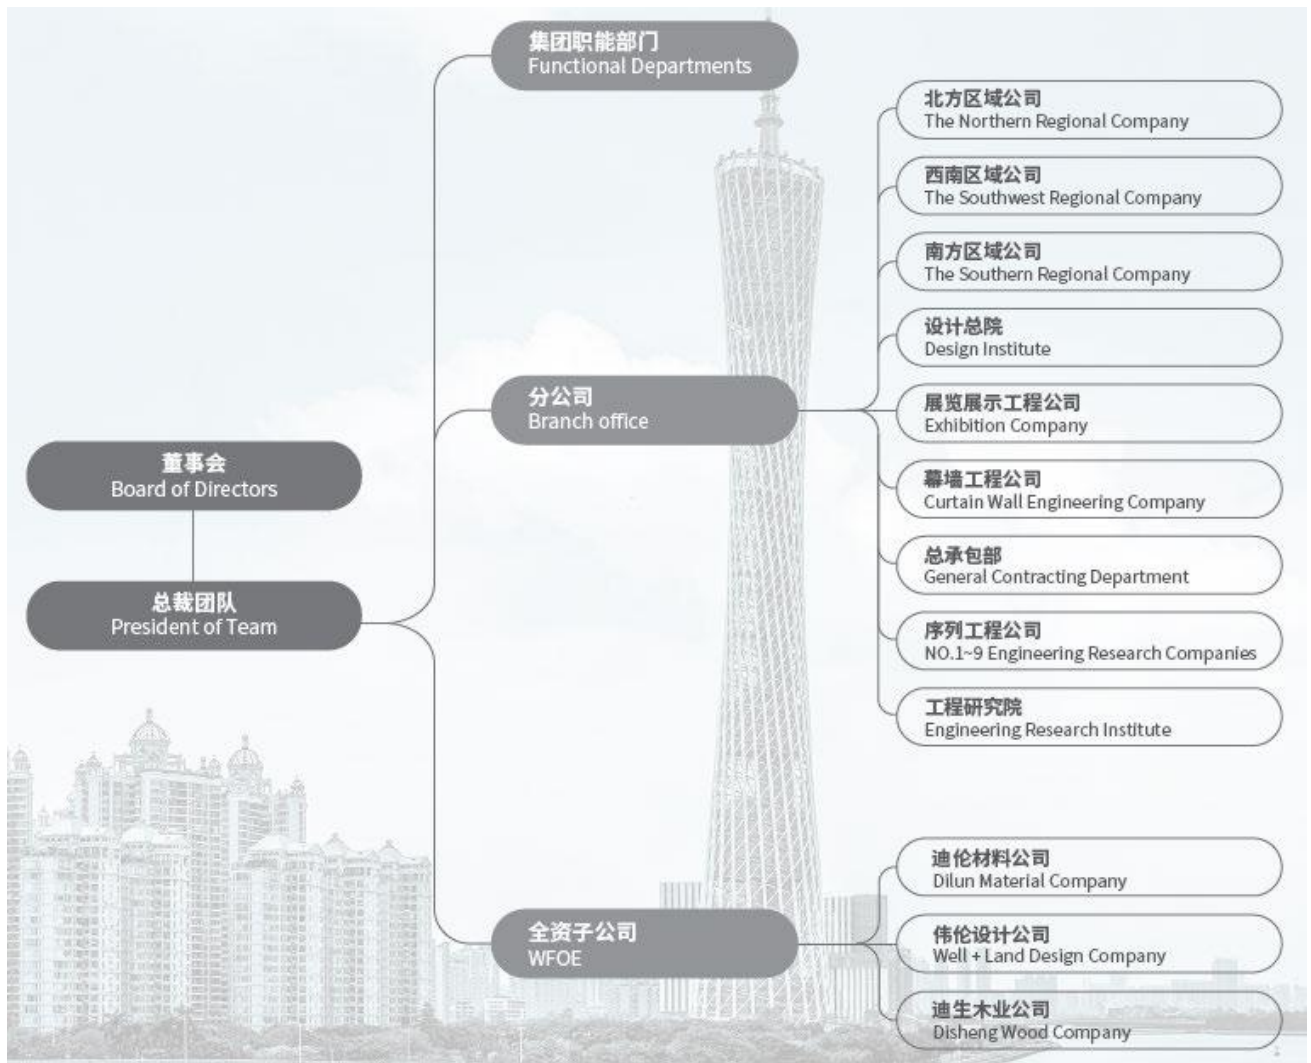 集团职能部门
Functional Departments
北方区域公司
The Northern Regional Company
西南区域公司
The Southwest Regional Company
南方区域公司
The Southern Regional Company
设计总院
Design Institute
分公司
Branch office
展览展示工程公司
Exhibition Company
董事会
Board of Directors
幕墙工程公司
Curtain Wall Engineering Company
总承包部
General Contracting Department
总裁团队
President of Team
序列工程公司
NO.1~9 Engineering Research Companies
工程研究院
Engineering Research Institute
迪伦材料公司
Dilun Material Company
全资子公司
WFOE
伟伦设计公司
Well + Land Design Company
迪生木业公司
Disheng Wood Company